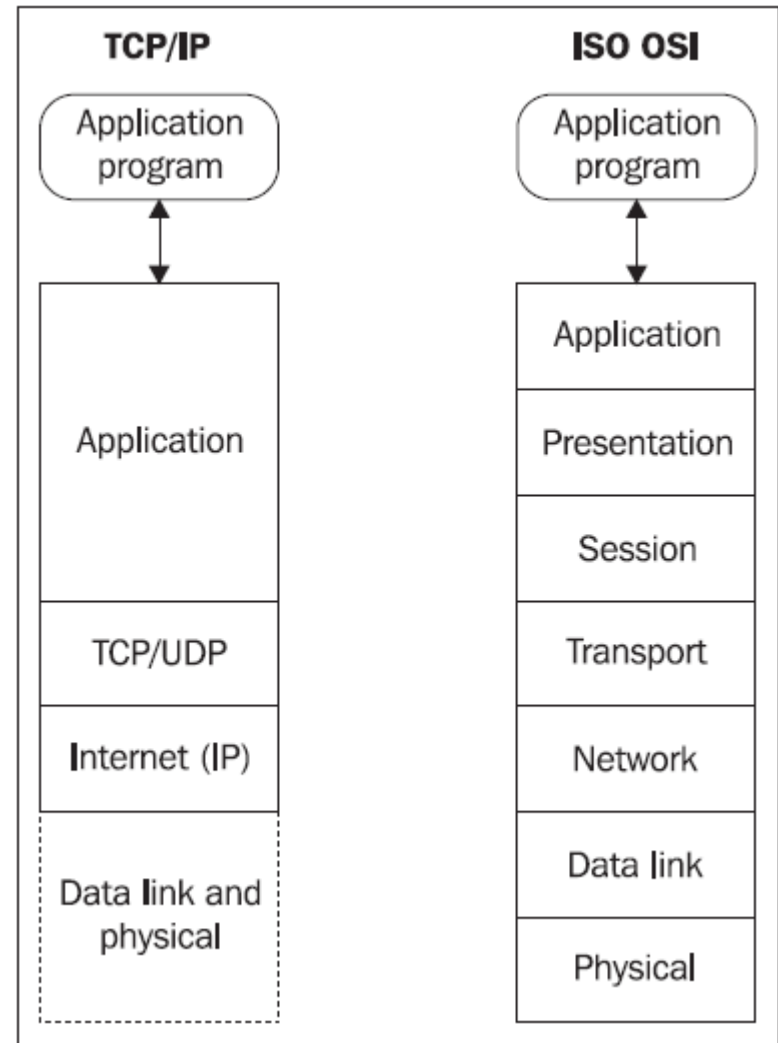 TCP/IP
Application
program
Application
TCP/UDP
Internet (IP)
Data link and
physical
ISO OSI
Application
program
Application
Presentation
Session
Transport
Network
Data link
Physical